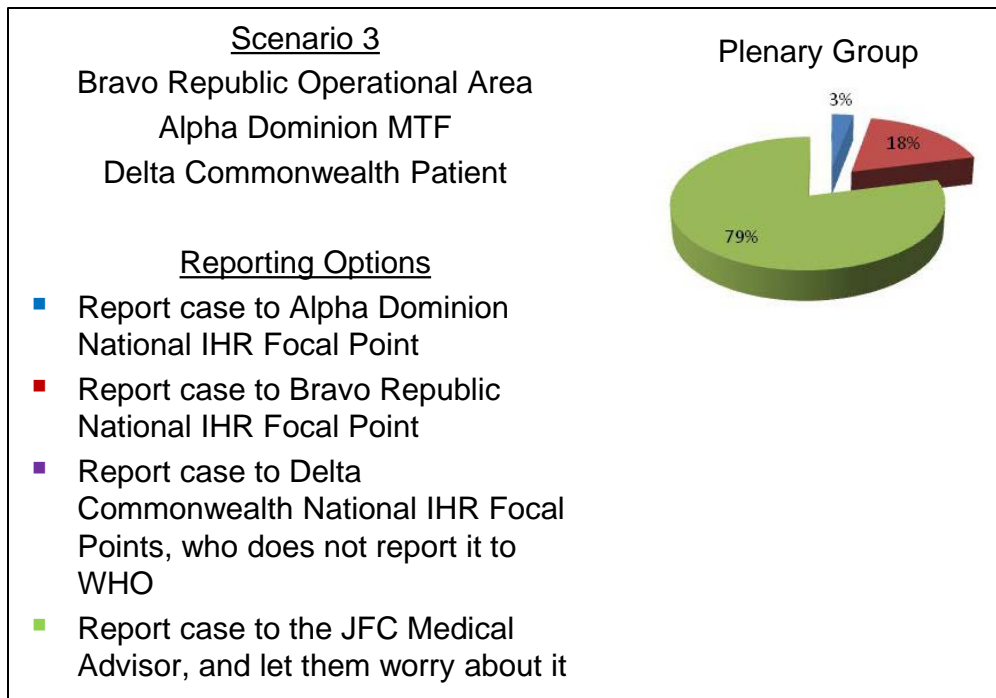 Scenario 3
Bravo Republic Operational Area
Alpha Dominion MTF
Delta Commonwealth Patient
Reporting Options
Report case to Alpha Dominion
National IHR Focal Point
Report case to Bravo Republic
National IHR Focal Point
Report case to Delta
Commonwealth National IHR Focal
Points, who does not report it to
WHO
Report case to the JFC Medical
Advisor, and let them worry about it
Plenary Group
3%
18%
79%